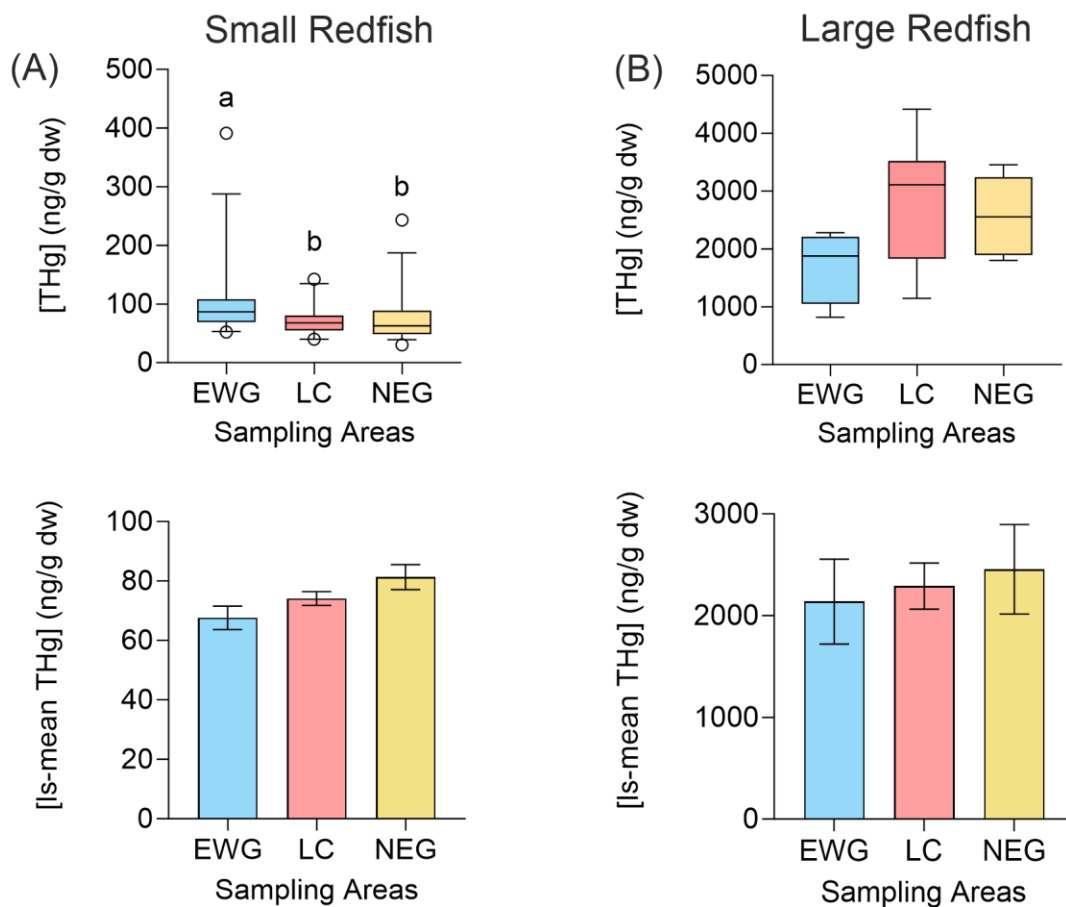 Small Redfish
(A)
[THg] (ng/g dw)
500
400
300
200
100
0
a
b
b
EWG LC NEG
Sampling Areas
Large Redfish
(B)
[THg] (ng/g dw)
5000
4000
3000
2000
1000
0
EWG LC NEG
Sampling Areas
[ls-mean THg] (ng/g dw)
100
80
60
40
20
0
EWG LC NEG
Sampling Areas
[ls-mean THg] (ng/g dw)
3000
2000
1000
0
EWG LC NEG
Sampling Areas